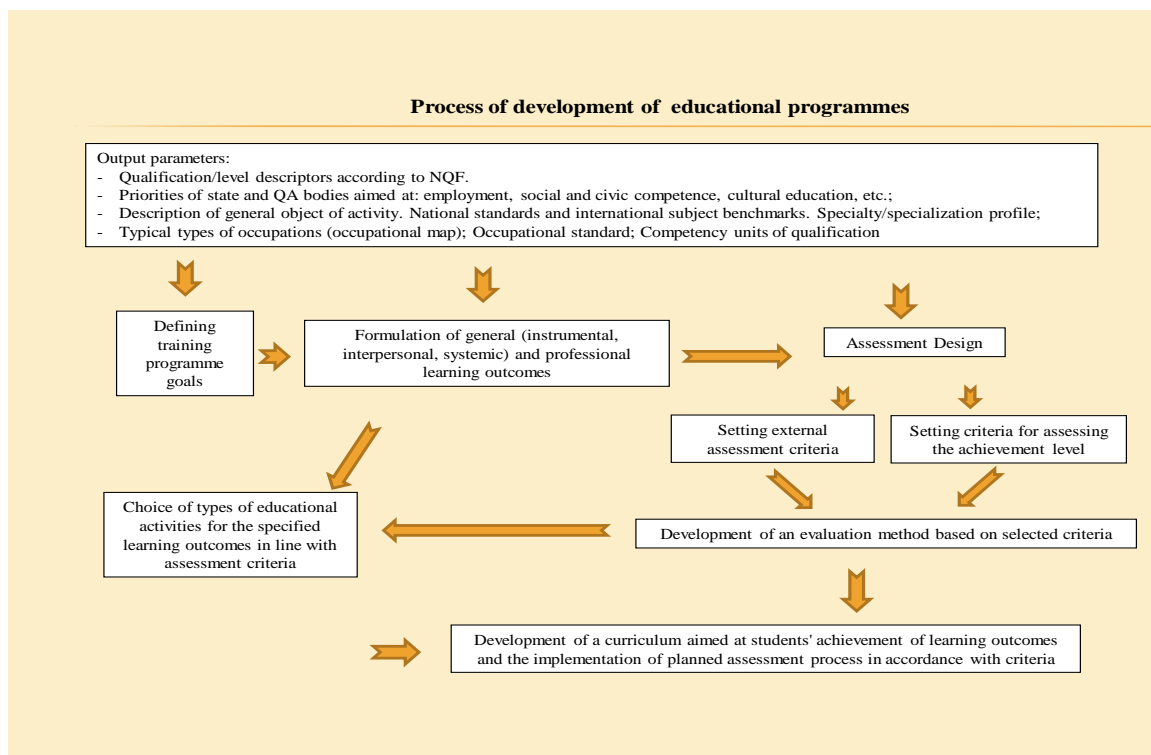 Process of development of educational programmes
Output parameters:
- Qualification/level descriptors according to NQF.
- Priorities of state and QA bodies aimed at: employment, social and civic competence, cultural education, etc.;
- Description of general object of activity. National standards and international subject benchmarks. Specialty/specialization profile;
- Typical types of occupations (occupational map); Occupational standard; Competency units of qualification
Defining
training
programme
goals
Formulation of general (instrumental,
interpersonal, systemic) and professional
learning outcomes
Assessment Design
Setting external
assessment criteria
Setting criteria for assessing
the achievement level
Choice of types of educational
activities for the specified
learning outcomes in line with
assessment criteria
Development of an evaluation method based on selected criteria
Development of a curriculum aimed at students' achievement of learning outcomes
and the implementation of planned assessment process in accordance with criteria